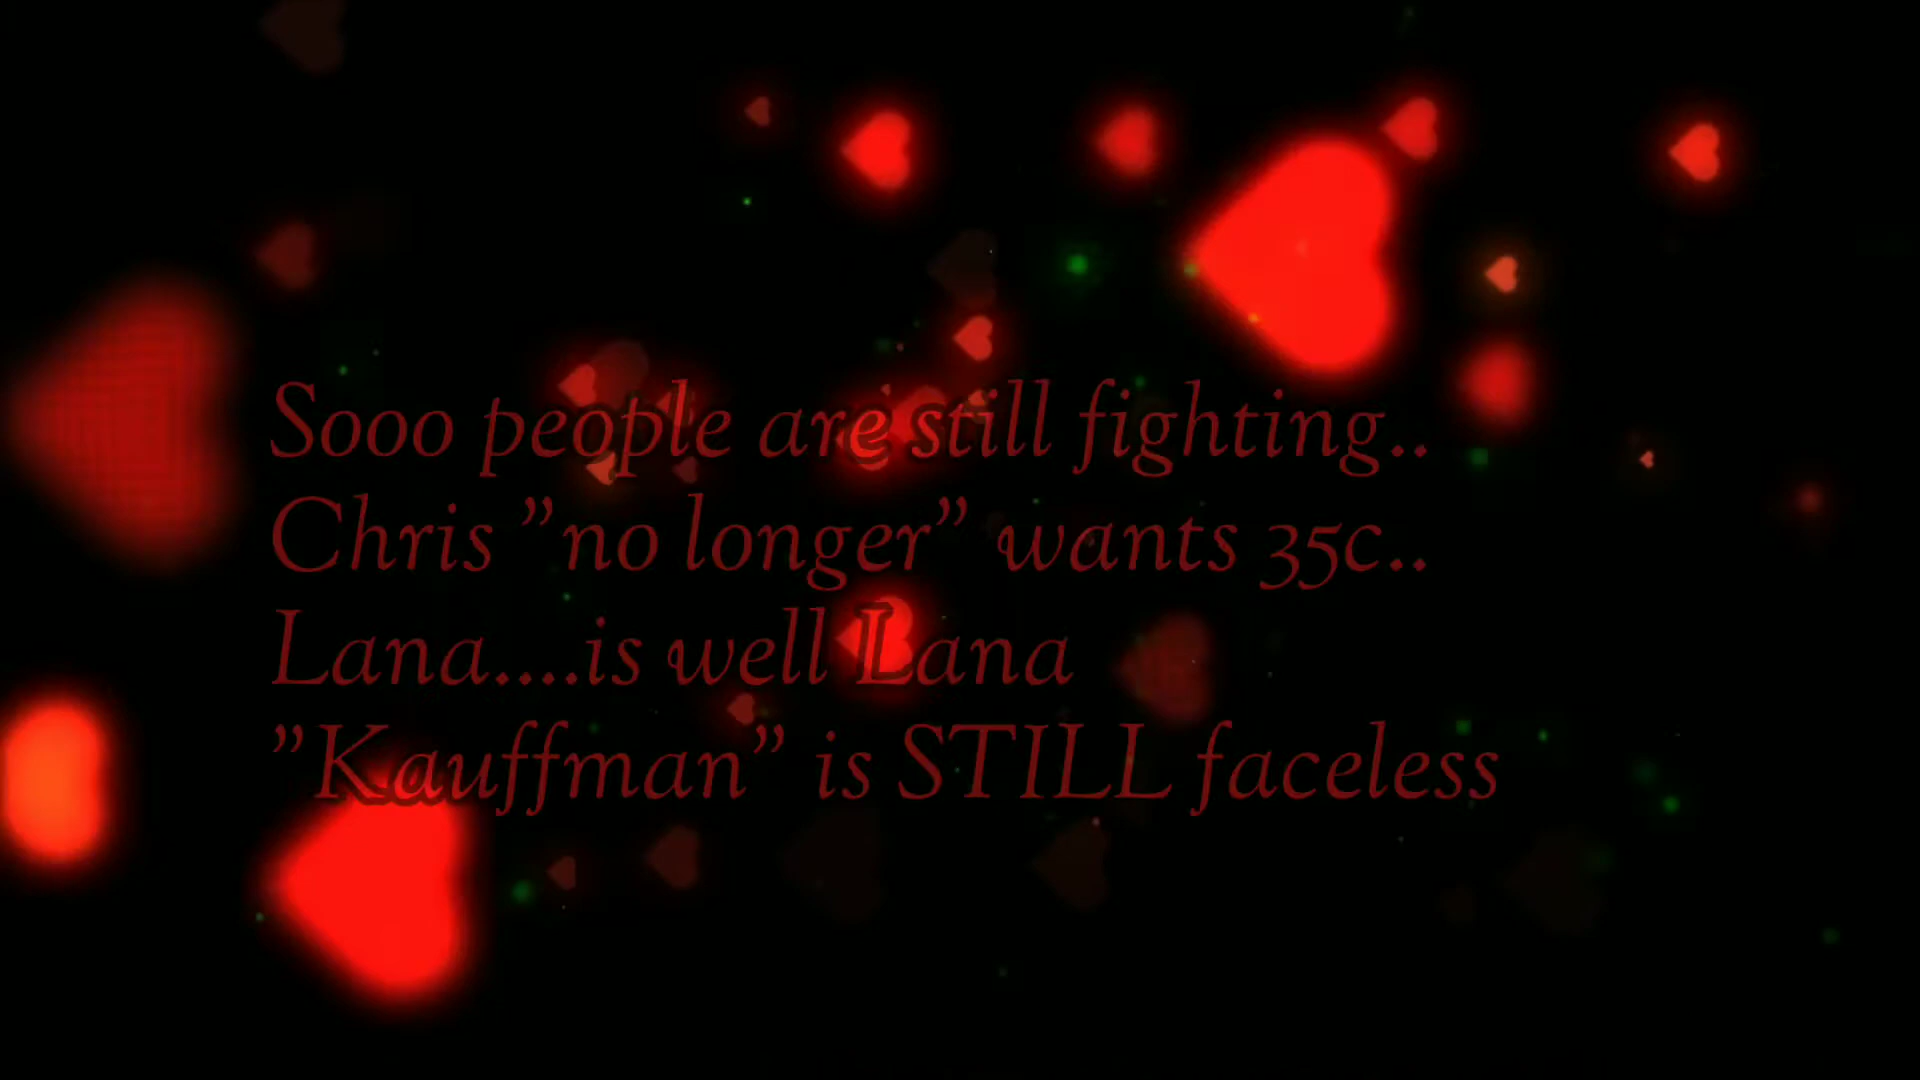 Sooo people are still fighting..
Chris ”no longer” wants 35c..
Lana....is well Lana
”Kauffman” is STILL faceless